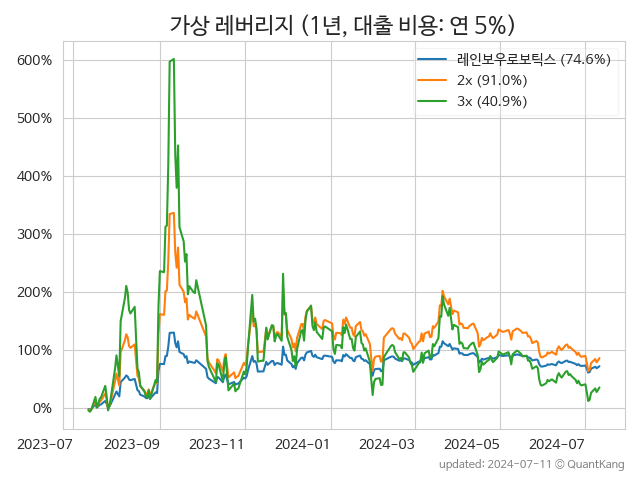 가상 레버리지 (1년, 대출 비용: 연 5%)
레인보우로보틱스 (74.6%)
2x (91.0%)
3x (40.9%)
600%
500%
400%
300%
200%
100%
0%
2023-07 2023-09 2023-11 2024-01 2024-03 2024-05 2024-07
updated: 2024-07-11 © QuantKang